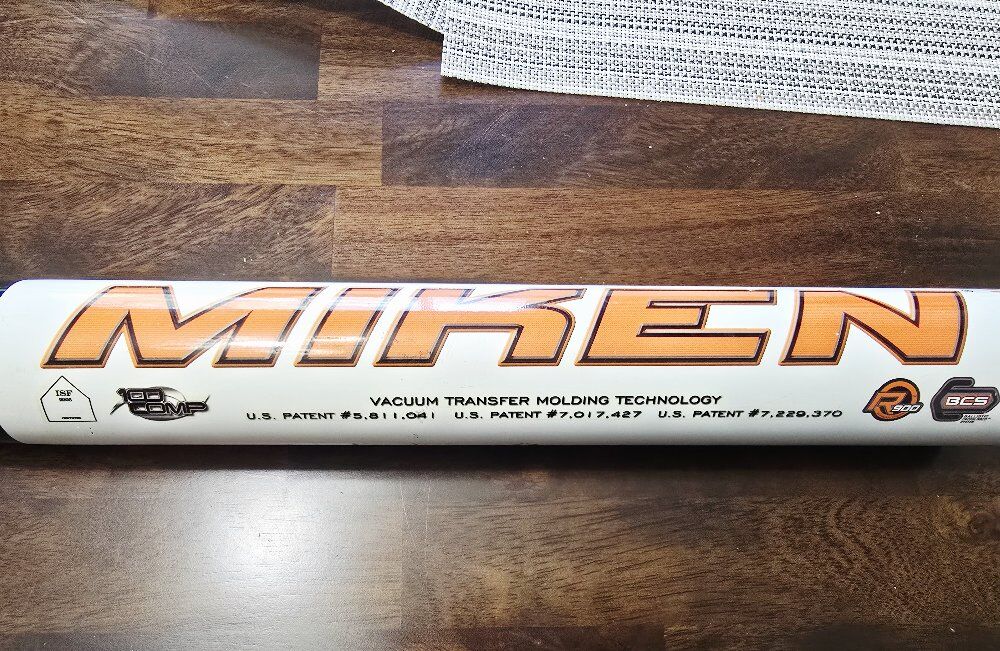 MIKEN
ISF
100 COMP
VACUUM TRANSFER MOLDING TECHNOLOGY
U.S. PATENT #5,811,041 U.S. PATENT #7,017,427 U.S. PATENT #7,229,370
R 900
BCS